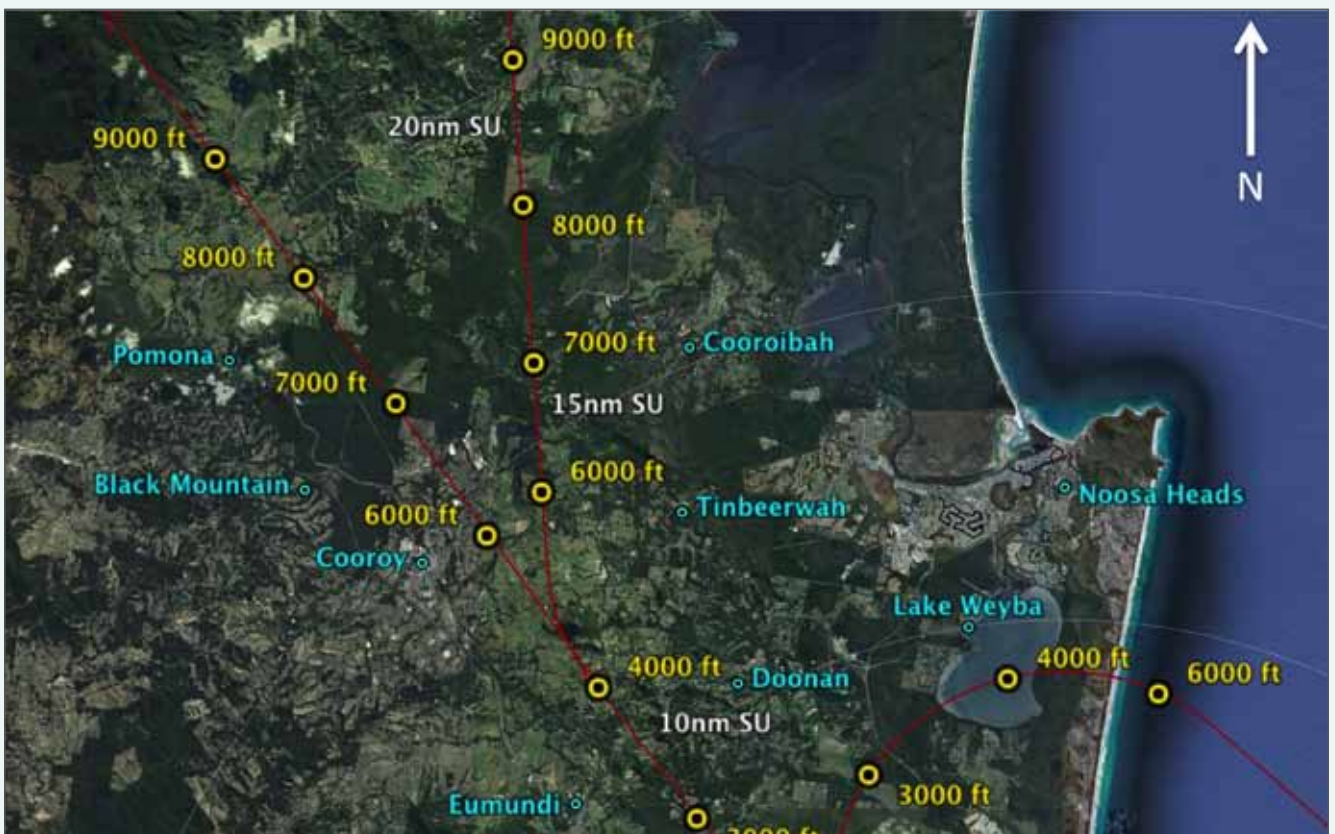 9000 ft
20nm SU
9000 ft
8000 ft
8000 ft
N
7000 ft
Cooroibah
Pomona
7000 ft
15nm SU
6000 ft
Black Mountain
Tinbeerwah
Noosa Heads
6000 ft
Cooroy
Lake Weyba
4000 ft
Doonan
4000 ft
6000 ft
10nm SU
3000 ft
Eumundi
3000 ft